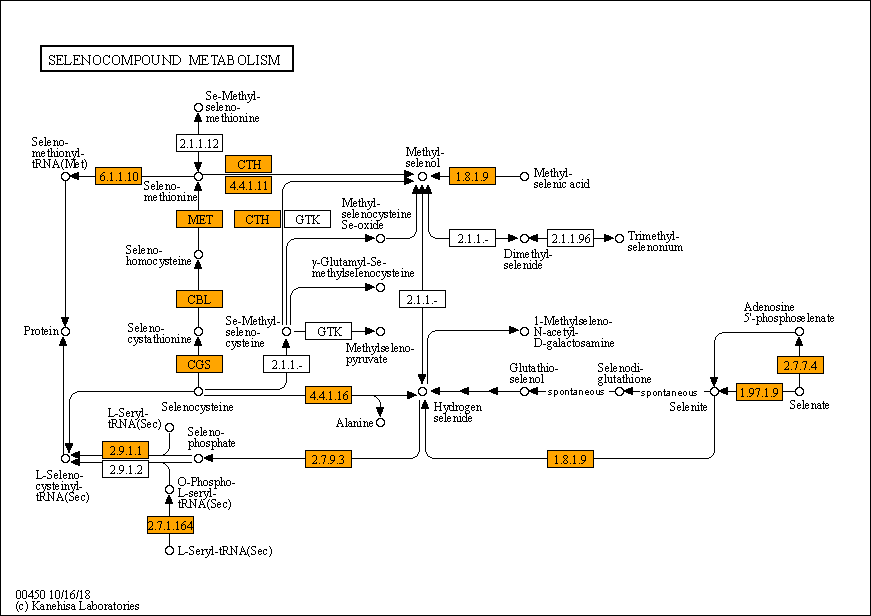 SELENOCOMPOUND METABOLISM
Se-Methyl-
seleno-
methionine
2.1.1.12
Seleno-
methionyl-
tRNA(Met)
6.1.1.10
Seleno-
methionine
CTH
4.4.1.11
Methyl-
selenol
1.8.1.9
Methyl-
selenic acid
MET
CTH
GTK
Methyl-
selenocysteine
Se-oxide
2.1.1.-
Dimethyl-
selenide
2.1.1.96
Trimethyl-
selenonium
Seleno-
homocysteine
γ-Glutamyl-Se-
methylselenocysteine
CBL
2.1.1.-
Protein
Seleno-
cystathionine
Se-Methyl-
seleno-
cysteine
GTK
Methylseleno-
pyruvate
1-Methylseleno-
N-acetyl-
D-galactosamine
Adenosine
5'-phosphoselenate
CGS
2.1.1.-
2.7.7.4
Selenocysteine
4.4.1.16
Alanine
Hydrogen
selenide
Glutathio-
selenol
spontaneous
Selenodi-
glutathione
spontaneous
Selenite
1.97.1.9
Selenate
L-Seryl-
tRNA(Sec)
Seleno-
phosphate
2.9.1.1
2.9.1.2
2.7.9.3
1.8.1.9
L-Seleno-
cysteinyl-
tRNA(Sec)
O-Phospho-
L-seryl-
tRNA(Sec)
2.7.1.164
L-Seryl-tRNA(Sec)
00450 10/16/18
(c) Kanehisa Laboratories